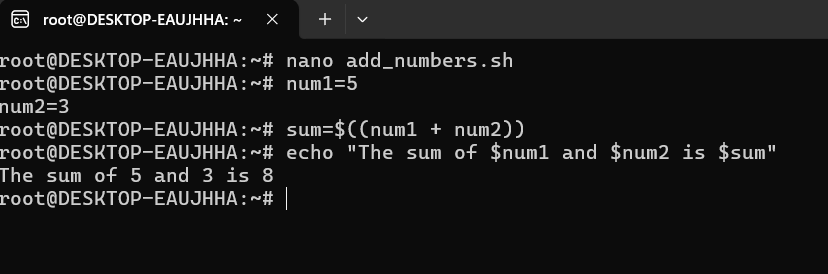 root@DESKTOP-EAUJHHA: ~
root@DESKTOP-EAUJHHA:~# nano add_numbers.sh
root@DESKTOP-EAUJHHA:~# num1=5
num2=3
root@DESKTOP-EAUJHHA:~# sum=$((num1 + num2))
root@DESKTOP-EAUJHHA:~# echo "The sum of $num1 and $num2 is $sum"
The sum of 5 and 3 is 8
root@DESKTOP-EAUJHHA:~#